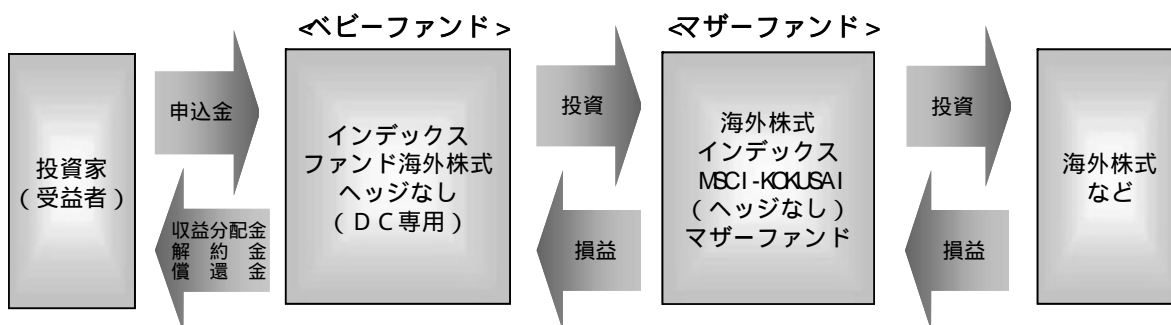 <ベビーファンド>
<マザーファンド>
投資家
(受益者)
申込金
収益分配金
解約金
償還金
インデックス
ファンド海外株式
ヘッジなし
(DC専用)
投資
損益
海外株式
インデックス
MSCI-KOKUSAI
(ヘッジなし)
マザーファンド
投資
損益
海外株式
など